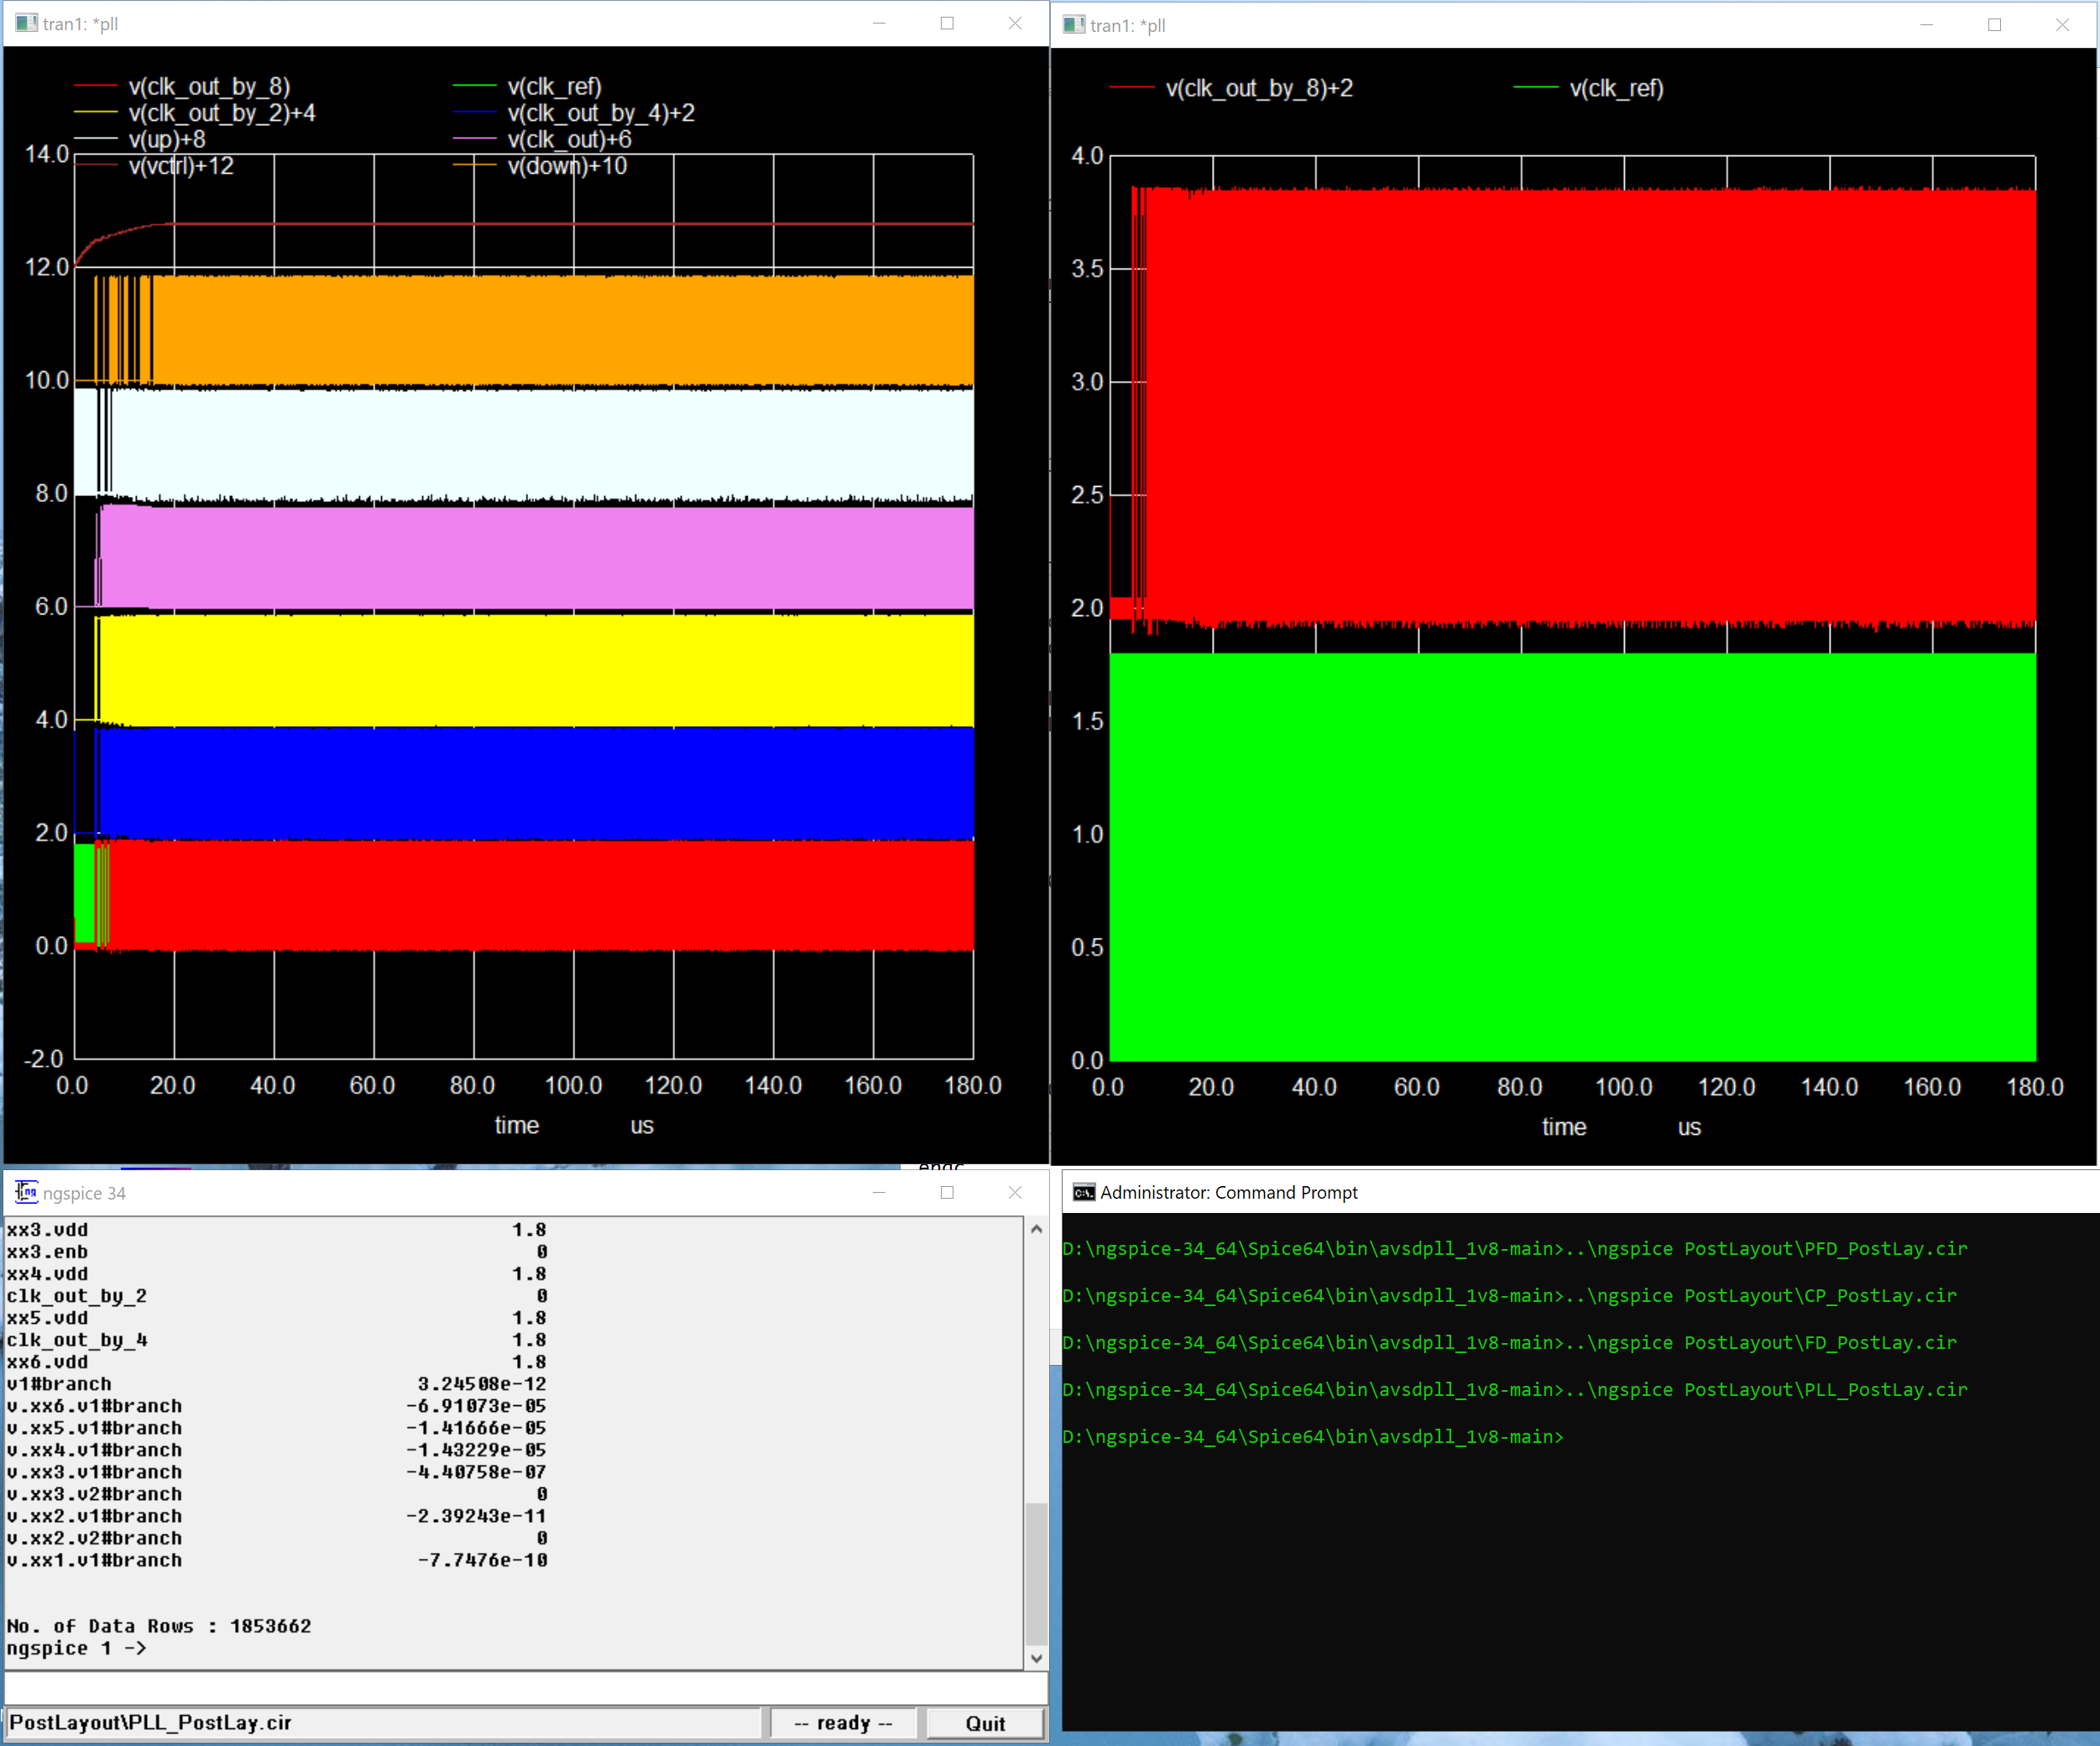 tran1: *pll
v(clk_out_by_8) v(clk_ref)
v(clk_out_by_2)+4 v(clk_out_by_4)+2
v(up)+8 v(clk_out)+6
v(vctrl)+12 v(down)+10
14.0
12.0
10.0
8.0
6.0
4.0
2.0
0.0
-2.0
0.0 20.0 40.0 60.0 80.0 100.0 120.0 140.0 160.0 180.0
time us
tran1: *pll
v(clk_out_by_8)+2 v(clk_ref)
4.0
3.5
3.0
2.5
2.0
1.5
1.0
0.5
0.0
0.0 20.0 40.0 60.0 80.0 100.0 120.0 140.0 160.0 180.0
time us
ngspice 34
xx3.vdd 1.8
xx3.enb 0
xx4.vdd 1.8
clk_out_by_2 0
xx5.vdd 1.8
clk_out_by_4 1.8
xx6.vdd 1.8
v1#branch 3.24508e-12
v.xx6.v1#branch -6.91073e-05
v.xx5.v1#branch -1.41666e-05
v.xx4.v1#branch -1.43229e-05
v.xx3.v1#branch -4.40758e-07
v.xx3.v2#branch 0
v.xx2.v1#branch -2.39243e-11
v.xx2.v2#branch 0
v.xx1.v1#branch -7.7476e-10
No. of Data Rows : 1853662
ngspice 1 ->
PostLayout\PLL_PostLay.cir -- ready -- Quit
Administrator: Command Prompt
D:\ngspice-34_64\Spice64\bin\avsdpll_1v8-main>..\ngspice PostLayout\PFD_PostLay.cir
D:\ngspice-34_64\Spice64\bin\avsdpll_1v8-main>..\ngspice PostLayout\CP_PostLay.cir
D:\ngspice-34_64\Spice64\bin\avsdpll_1v8-main>..\ngspice PostLayout\FD_PostLay.cir
D:\ngspice-34_64\Spice64\bin\avsdpll_1v8-main>..\ngspice PostLayout\PLL_PostLay.cir
D:\ngspice-34_64\Spice64\bin\avsdpll_1v8-main>